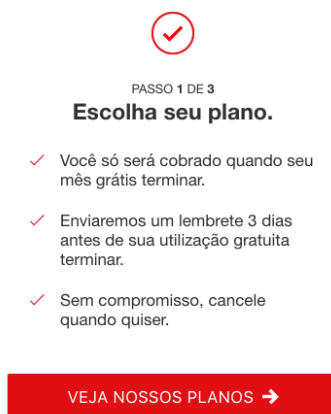 PASSO 1 DE 3
Escolha seu plano.
Você só será cobrado quando seu
mês grátis terminar.
Enviaremos um lembrete 3 dias
antes de sua utilização gratuita
terminar.
Sem compromisso, cancele
quando quiser.
VEJA NOSSOS PLANOS →